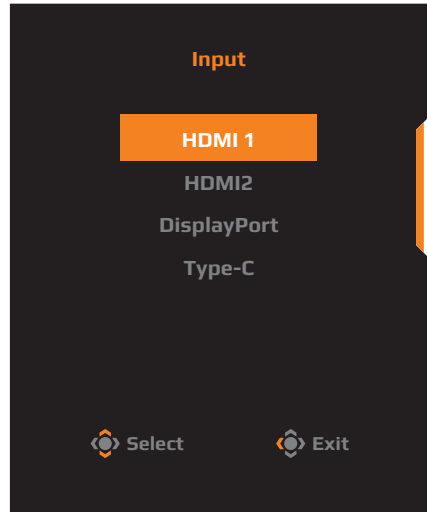 Input
HDMI 1
HDMI2
DisplayPort
Type-C
Select Exit